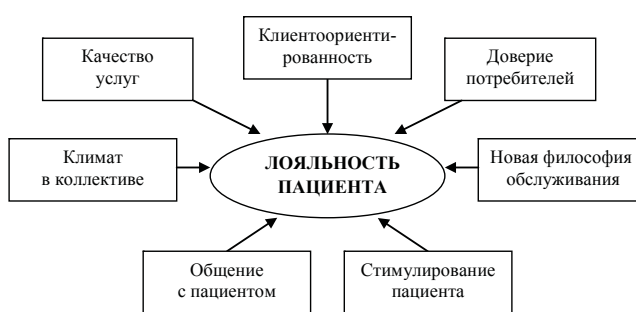 Клиентоориенти-
рованность
Качество
услуг
Доверие
потребителей
Климат
в коллективе
ЛОЯЛЬНОСТЬ
ПАЦИЕНТА
Новая философия
обслуживания
Общение
с пациентом
Стимулирование
пациента